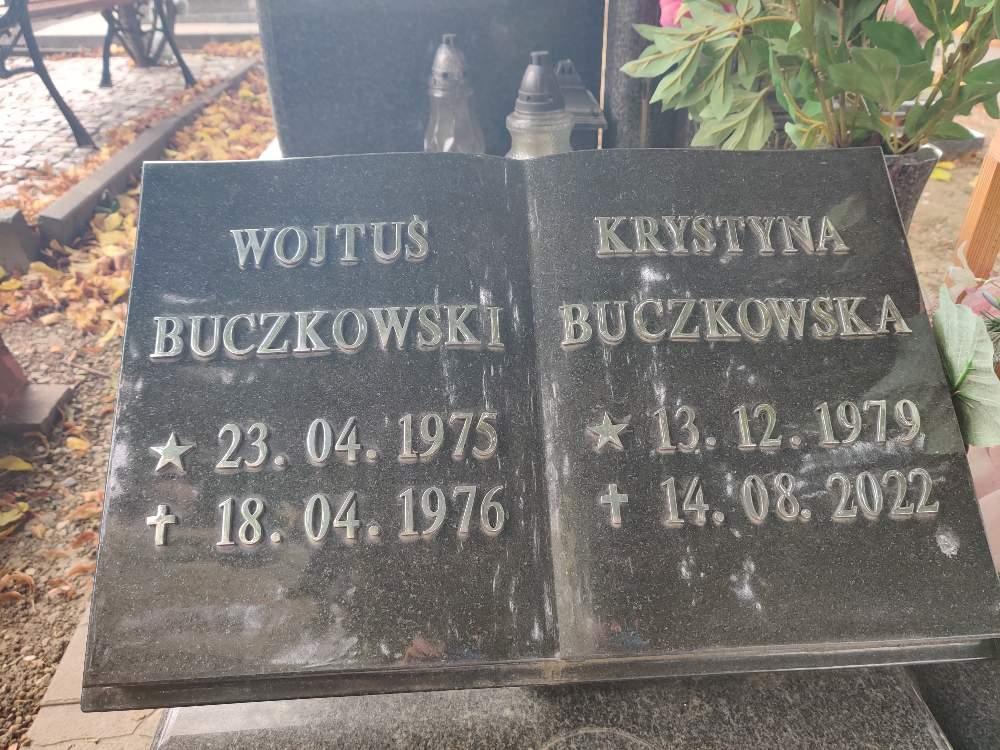 WOJTUŚ
BUCZKOWSKI
★ 23. 04. 1975
✝ 18. 04. 1976
KRYSTYNA
BUCZKOWSKA
★ 13. 12. 1979
✝ 14. 08. 2022